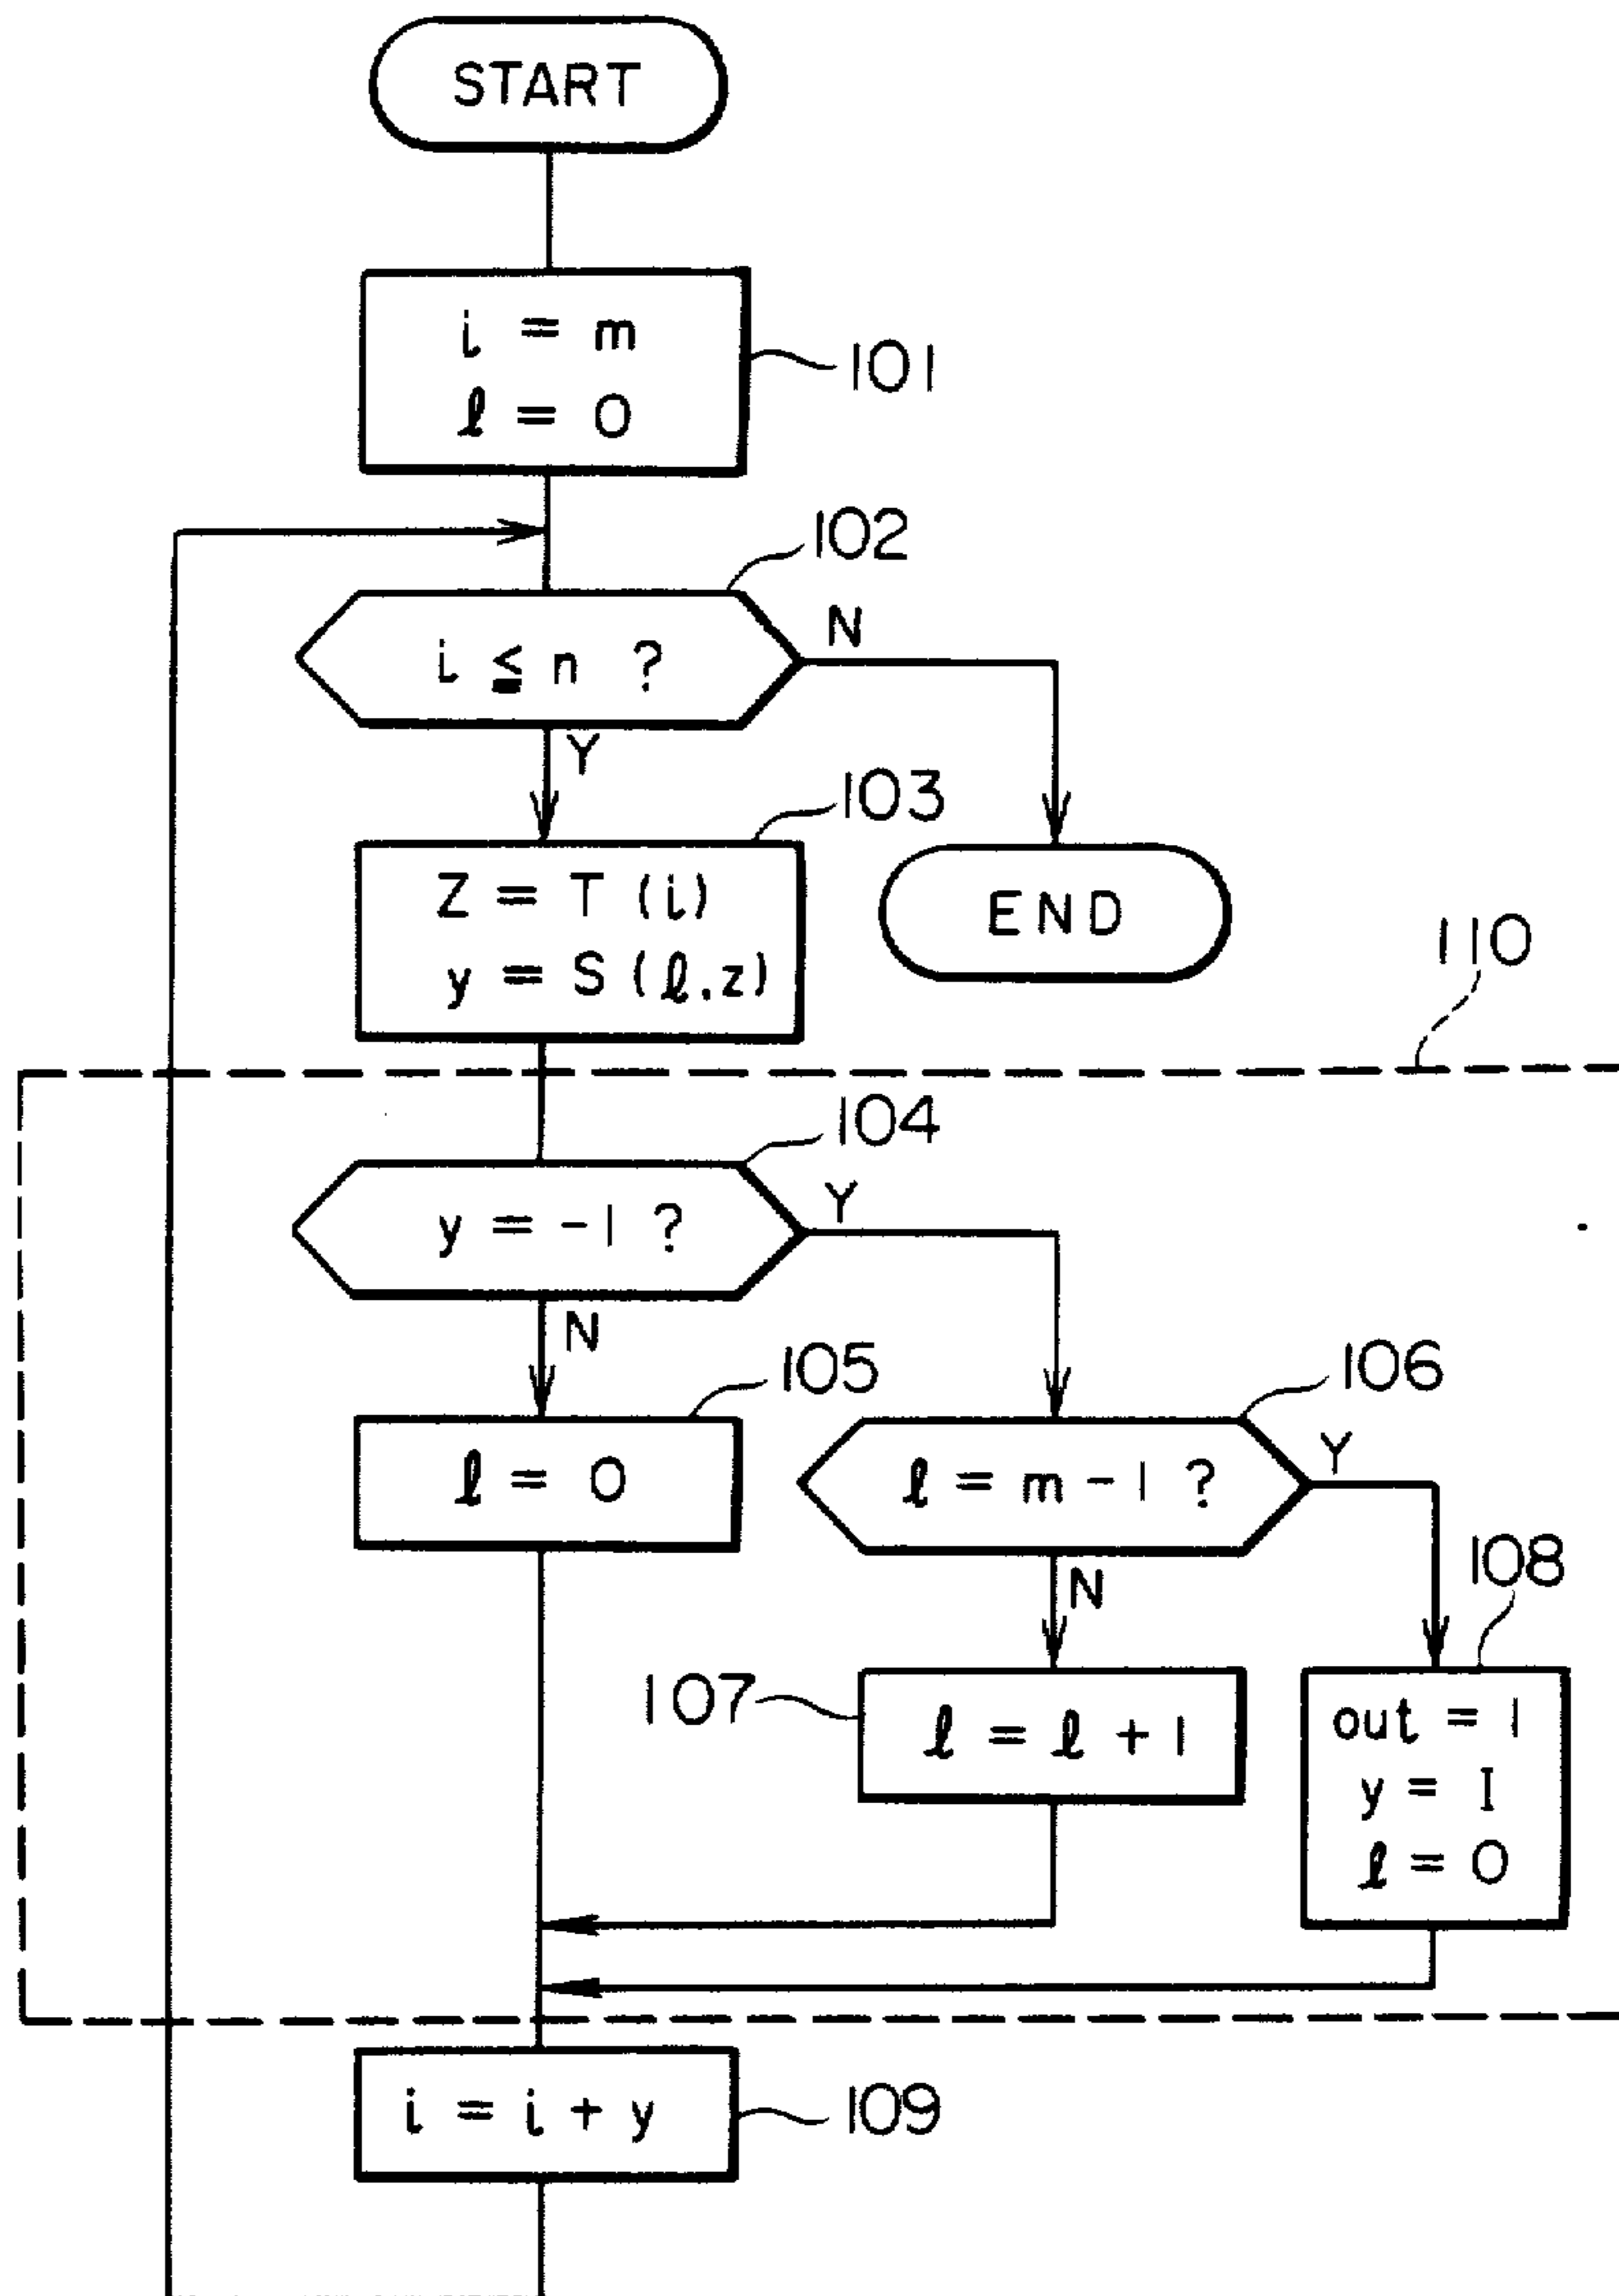 START
i = m
ℓ = 0
101
102
i ≦ n ?
N
Y
103
Z = T (i)
y = S (ℓ.z)
END
110
104
y = -1 ?
Y
N
105
ℓ = 0
106
ℓ = m - 1 ?
Y
N
107
ℓ = ℓ + 1
108
out = 1
y = I
ℓ = 0
i = i + y
109